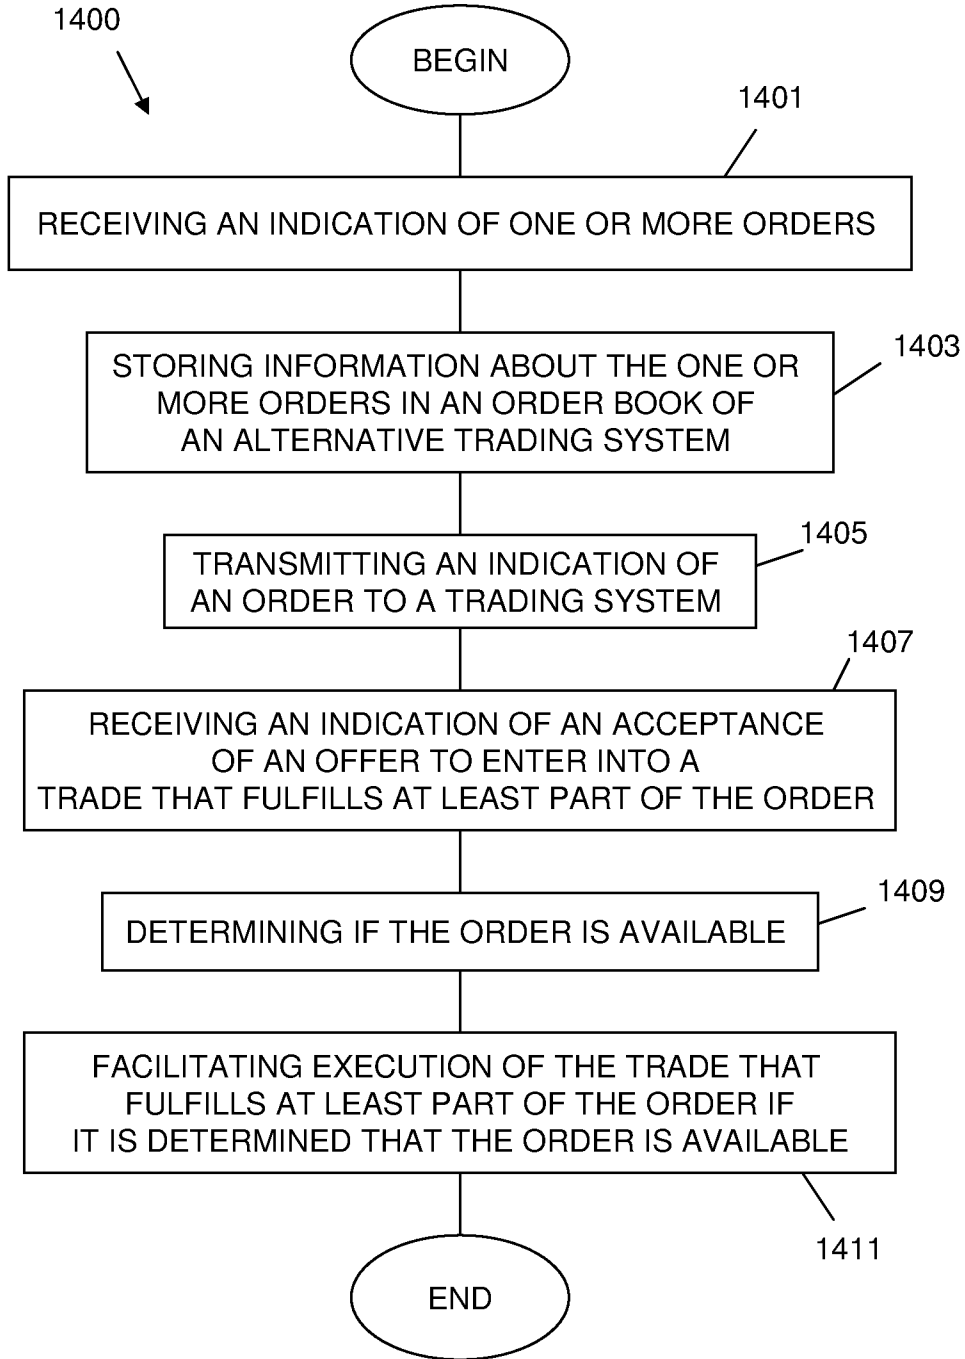 1400
BEGIN
1401
RECEIVING AN INDICATION OF ONE OR MORE ORDERS
1403
STORING INFORMATION ABOUT THE ONE OR
MORE ORDERS IN AN ORDER BOOK OF
AN ALTERNATIVE TRADING SYSTEM
1405
TRANSMITTING AN INDICATION OF
AN ORDER TO A TRADING SYSTEM
1407
RECEIVING AN INDICATION OF AN ACCEPTANCE
OF AN OFFER TO ENTER INTO A
TRADE THAT FULFILLS AT LEAST PART OF THE ORDER
1409
DETERMINING IF THE ORDER IS AVAILABLE
FACILITATING EXECUTION OF THE TRADE THAT
FULFILLS AT LEAST PART OF THE ORDER IF
IT IS DETERMINED THAT THE ORDER IS AVAILABLE
1411
END